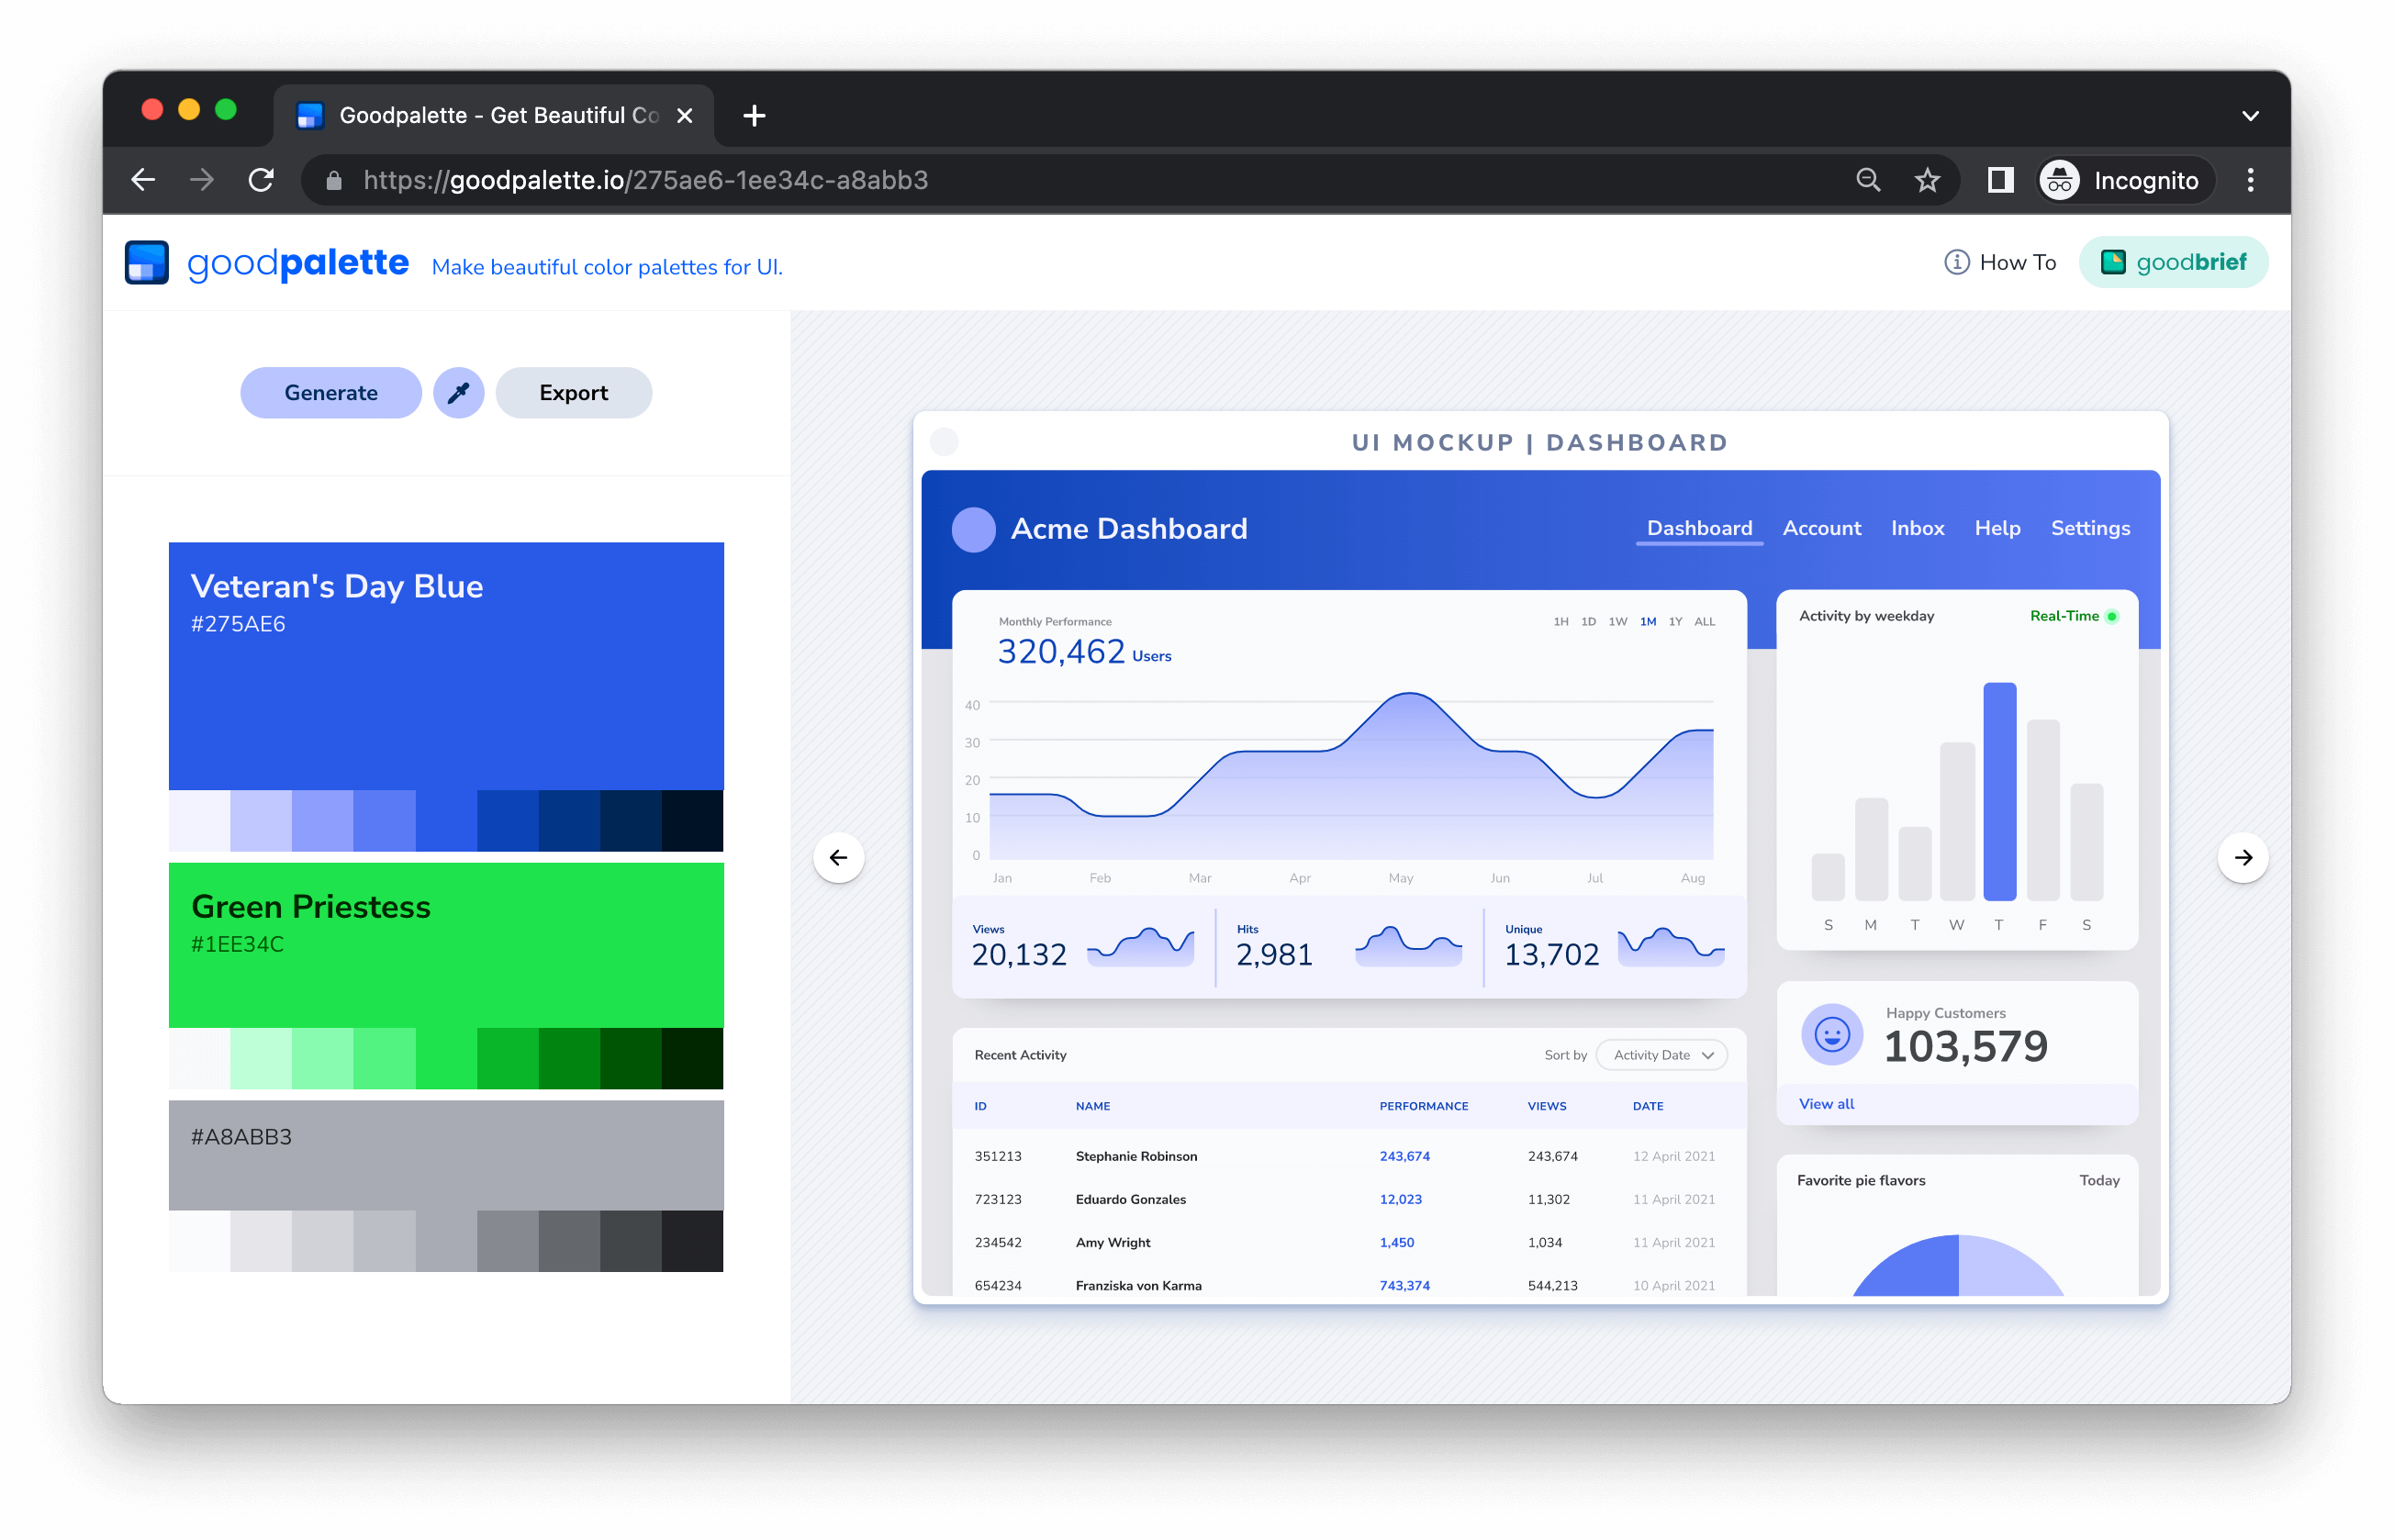 Goodpalette - Get Beautiful Co
https://goodpalette.io/275ae6-1ee34c-a8abb3
Incognito
goodpalette
Make beautiful color palettes for UI.
How To
goodbrief
Generate
Export
Veteran's Day Blue
#275AE6
Green Priestess
#1EE34C
#A8ABB3
UI MOCKUP | DASHBOARD
Acme Dashboard
Dashboard Account Inbox Help Settings
Monthly Performance
1H 1D 1W 1M 1Y ALL
320,462 Users
40
30
20
10
0
Jan Feb Mar Apr May Jun Jul Aug
Views
20,132
Hits
2,981
Unique
13,702
Activity by weekday
Real-Time
S M T W T F S
Happy Customers
103,579
View all
Recent Activity
Sort by Activity Date
ID NAME PERFORMANCE VIEWS DATE
351213 Stephanie Robinson 243,674 243,674 12 April 2021
723123 Eduardo Gonzales 12,023 11,302 11 April 2021
234542 Amy Wright 1,450 1,034 11 April 2021
654234 Franziska von Karma 743,374 544,213 10 April 2021
Favorite pie flavors
Today